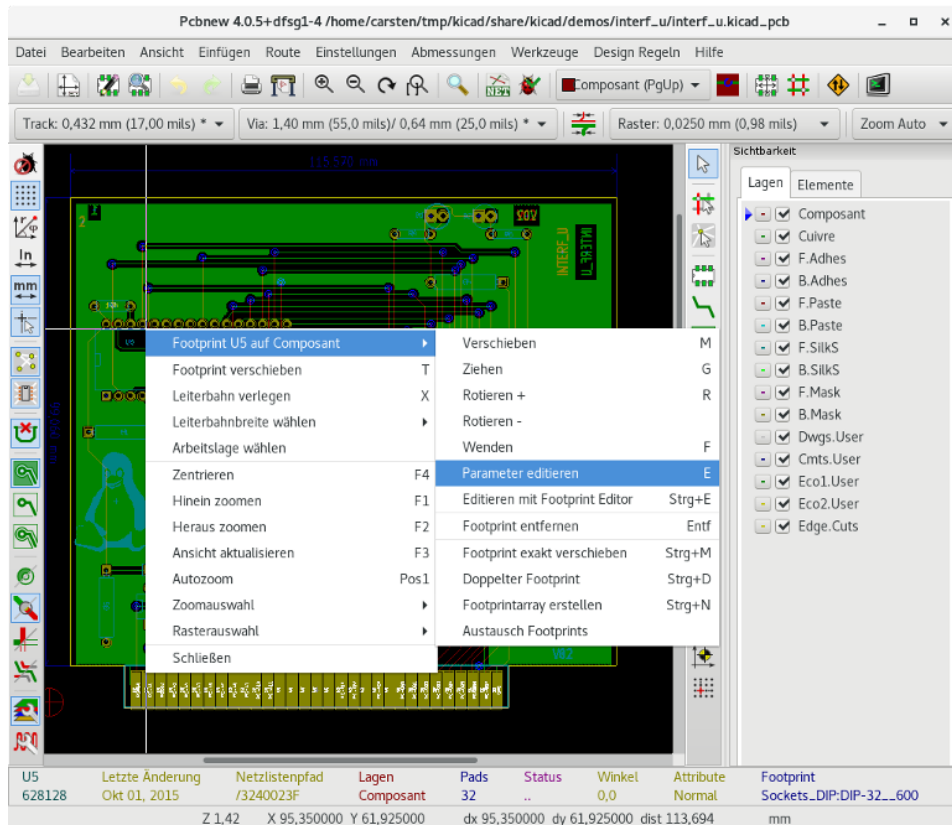 Pcbnew 4.0.5+dfsg1-4 /home/carsten/tmp/kicad/share/kicad/demos/interf_u/interf_u.kicad_pcb
Datei Bearbeiten Ansicht Einfügen Route Einstellungen Abmessungen Werkzeuge Design Regeln Hilfe
NET Composant (PgUp)
Track: 0,432 mm (17,00 mils) * Via: 1,40 mm (55,0 mils)/ 0,64 mm (25,0 mils) * Raster: 0,0250 mm (0,98 mils) Zoom Auto
Sichtbarkeit
Lagen Elemente
Composant
Cuivre
F.Adhes
B.Adhes
F.Paste
B.Paste
F.SilkS
B.SilkS
F.Mask
B.Mask
Dwgs.User
Cmts.User
Eco1.User
Eco2.User
Edge.Cuts
In
mm
115,570 mm
2
INTERF_U
INTERF_U
Footprint U5 auf Composant
Footprint verschieben T
Leiterbahn verlegen X
Leiterbahnbreite wählen
Arbeitslage wählen
Zentrieren F4
Hinein zoomen F1
Heraus zoomen F2
Ansicht aktualisieren F3
Autozoom Pos1
Zoomauswahl
Rasterauswahl
Schließen
Verschieben M
Ziehen G
Rotieren + R
Rotieren -
Wenden F
Parameter editieren E
Editieren mit Footprint Editor Strg+E
Footprint entfernen Entf
Footprint exakt verschieben Strg+M
Doppelter Footprint Strg+D
Footprintarray erstellen Strg+N
Austausch Footprints
U5 Letzte Änderung Netzlistenpfad Lagen Pads Status Winkel Attribute Footprint
628128 Okt 01, 2015 /3240023F Composant 32 .. 0,0 Normal Sockets_DIP:DIP-32__600
Z 1,42 X 95,350000 Y 61,925000 dx 95,350000 dy 61,925000 dist 113,694 mm